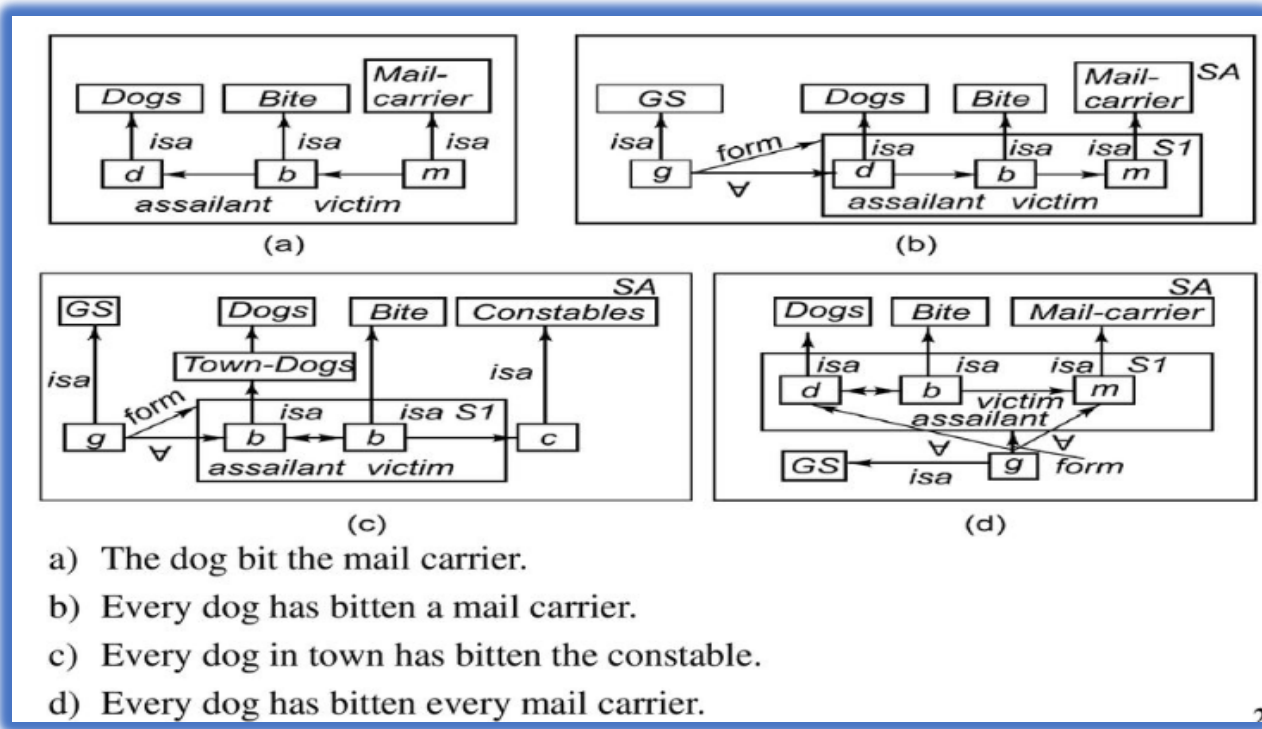 Dogs Bite Mail-
carrier
isa isa isa
d b m
assailant victim
(a)
GS Dogs Bite Mail-
carrier SA
isa form isa isa isa S1
g ∀ d b m
assailant victim
(b)
GS Dogs Bite Constables SA
Town-Dogs
isa form isa isa S1 isa
g ∀ b b c
assailant victim
(c)
SA
Dogs Bite Mail-carrier
isa isa isa S1
d b m
victim
assailant
∀ ∀
GS isa g form
(d)
a) The dog bit the mail carrier.
b) Every dog has bitten a mail carrier.
c) Every dog in town has bitten the constable.
d) Every dog has bitten every mail carrier.